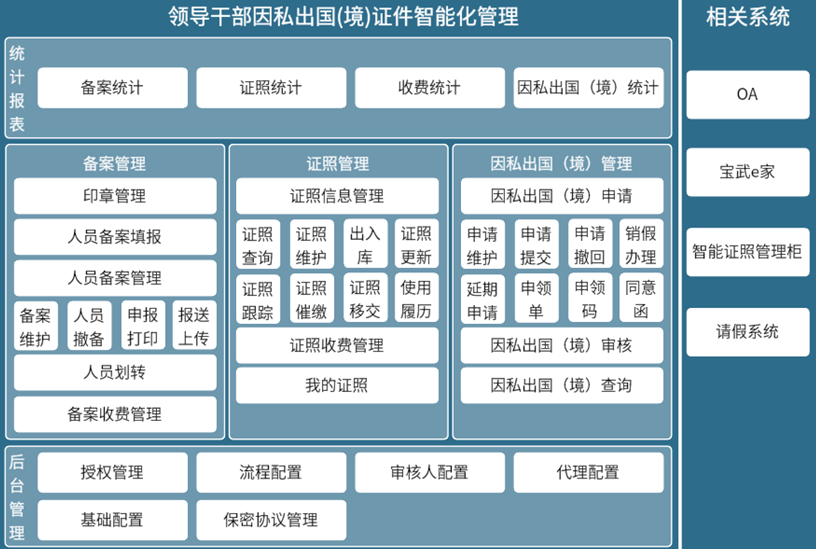 领导干部因私出国(境)证件智能化管理
相关系统
统计报表
备案统计
证照统计
收费统计
因私出国（境）统计
备案管理
印章管理
人员备案填报
人员备案管理
备案
维护
人员
撤备
申报
打印
报送
上传
人员划转
备案收费管理
证照管理
证照信息管理
证照
查询
证照
维护
出入
库
证照
更新
证照
跟踪
证照
催缴
证照
移交
使用
履历
证照收费管理
我的证照
因私出国（境）管理
因私出国（境）申请
申请
维护
申请
提交
申请
撤回
销假
办理
延期
申请
申领
单
申领
码
同意
函
因私出国（境）审核
因私出国（境）查询
后台管理
授权管理
流程配置
审核人配置
代理配置
基础配置
保密协议管理
OA
宝武e家
智能证照管理柜
请假系统